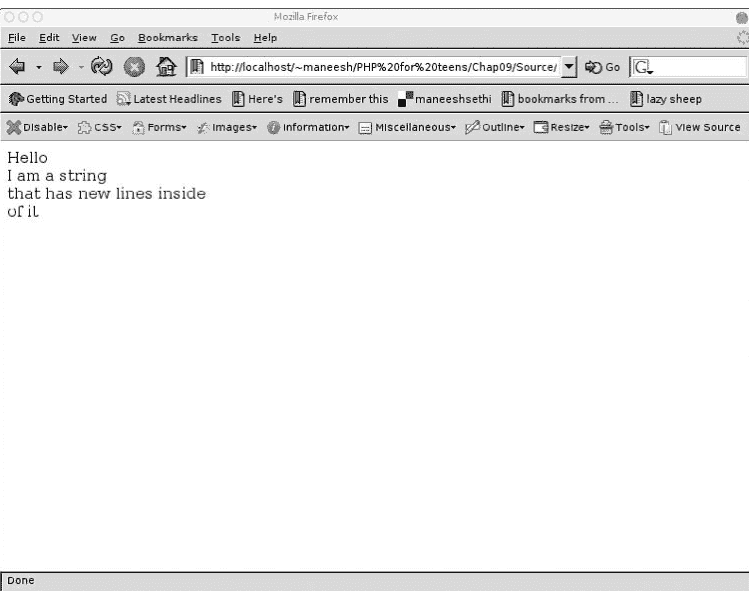 Mozilla Firefox
File Edit View Go Bookmarks Tools Help
http://localhost/~maneesh/PHP%20for%20teens/Chap09/Source/ Go G
Getting Started Latest Headlines Here's remember this maneeshsethi bookmarks from ... lazy sheep
Disable CSS Forms Images Information Miscellaneous Outline Resize Tools View Source
Hello
I am a string
that has new lines inside
of it
Done